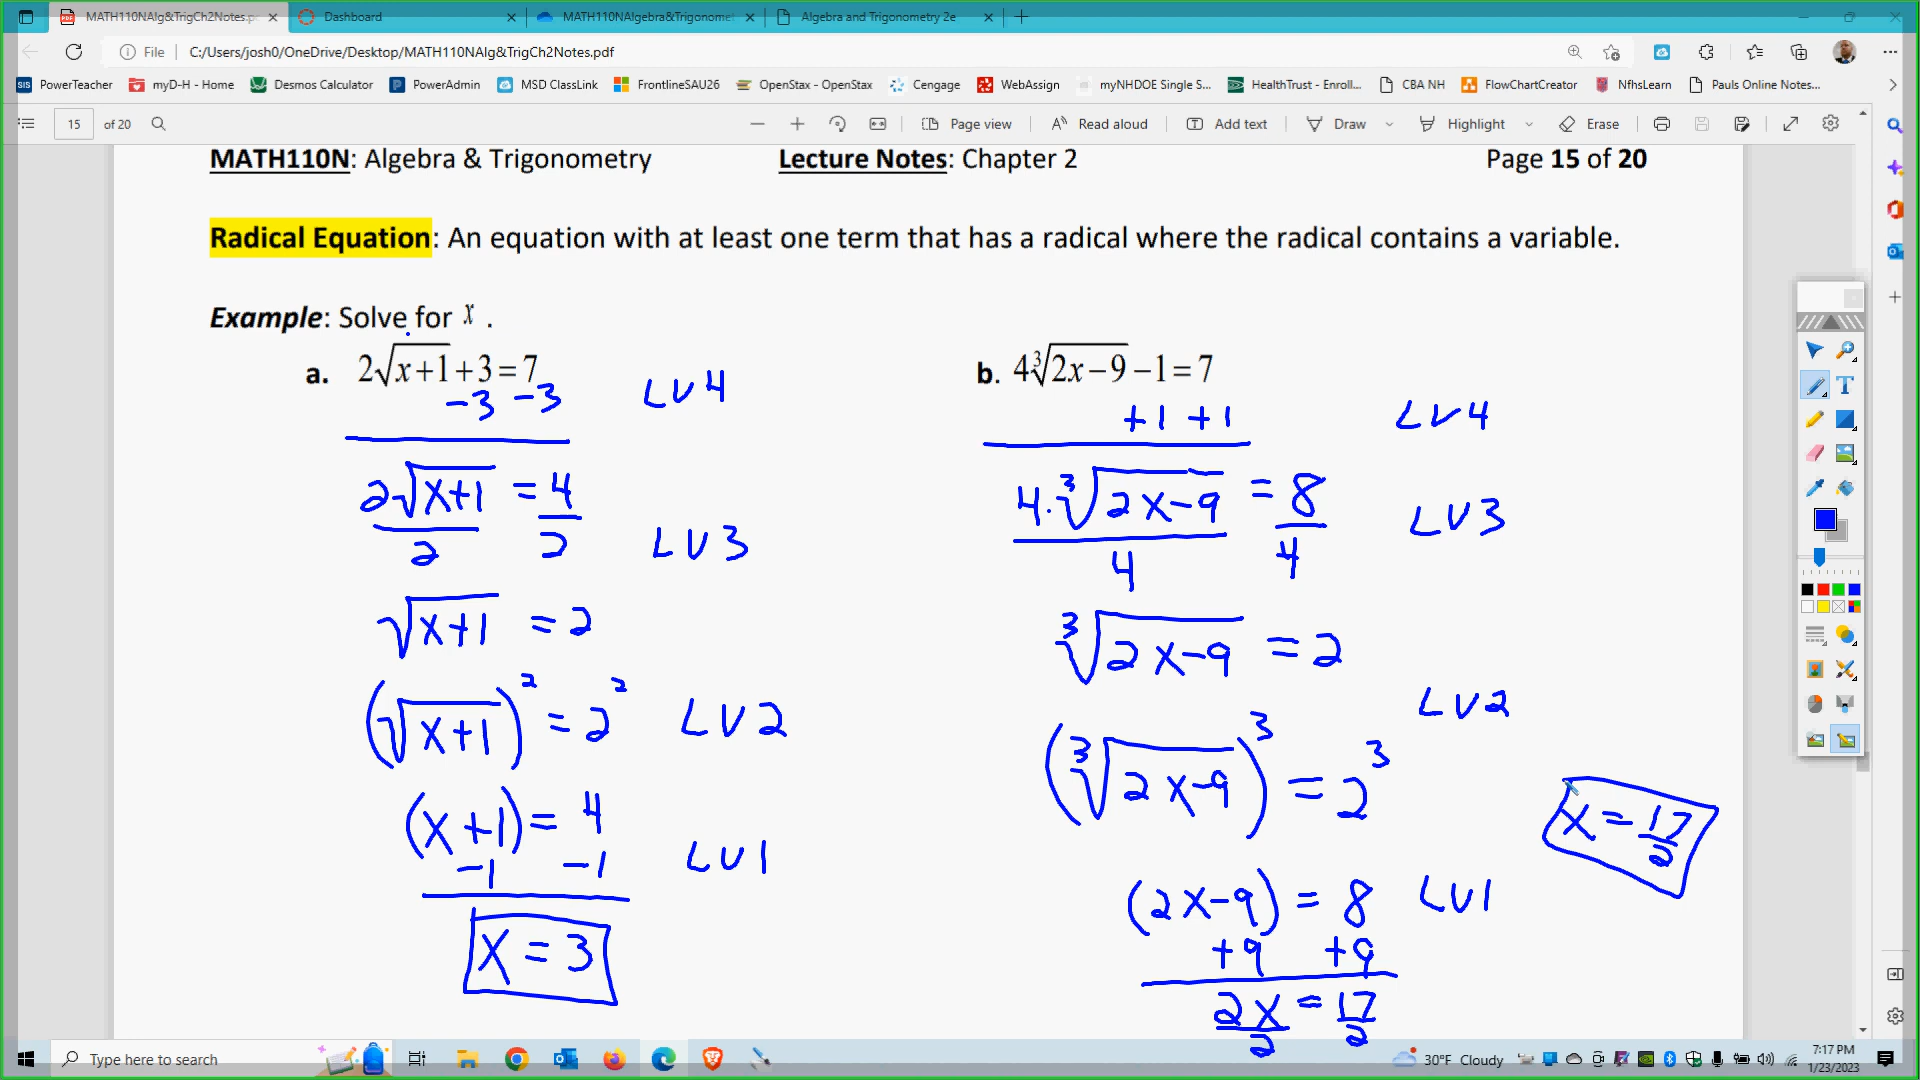 MATH110NAlg&TrigCh2Notes.p
Dashboard
MATH110NAlgebra&Trigonomet
Algebra and Trigonometry 2e
File
C:/Users/josh0/OneDrive/Desktop/MATH110NAlg&TrigCh2Notes.pdf
SIS PowerTeacher
myD-H - Home
Desmos Calculator
PowerAdmin
MSD ClassLink
FrontlineSAU26
OpenStax - OpenStax
Cengage
WebAssign
myNHDOE Single S...
HealthTrust - Enroll...
CBA NH
FlowChartCreator
NfhsLearn
Pauls Online Notes...
15 of 20
Page view
Read aloud
Add text
Draw
Highlight
Erase
MATH110N: Algebra & Trigonometry Lecture Notes: Chapter 2 Page 15 of 20
Radical Equation: An equation with at least one term that has a radical where the radical contains a variable.
Example: Solve for x .
a. 2√(x+1)+3=7
-3 -3 LV4
2√(x+1) = 4
2 2 LV3
√(x+1) = 2
(√(x+1))² = 2² LV2
(x+1) = 4
-1 -1 LV1
x = 3
b. 4∛(2x-9)-1=7
+1 +1 LV4
4·∛(2x-9) = 8 LV3
4 4
∛(2x-9) = 2
LV2
(∛(2x-9))³ = 2³
(2x-9) = 8 LV1
+9 +9
2x = 17
2 2
x = 17/2
Type here to search
30°F Cloudy
7:17 PM
1/23/2023